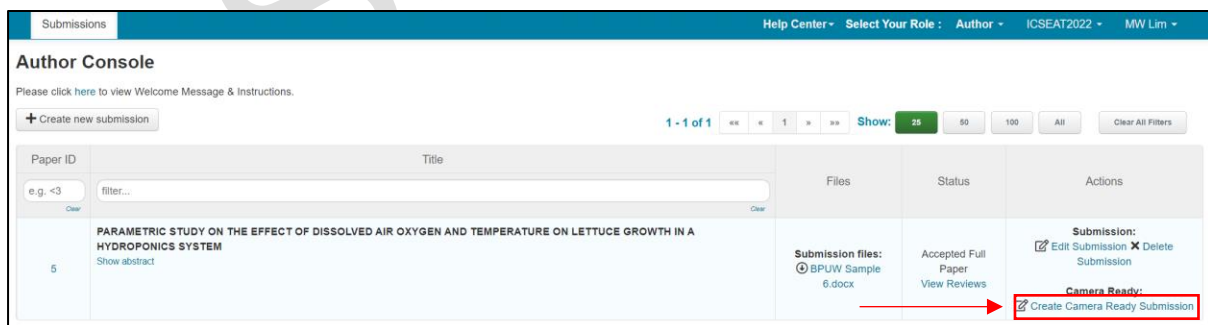 Submissions
Help Center Select Your Role : Author ICSEAT2022 MW Lim
Author Console
Please click here to view Welcome Message & Instructions.
+ Create new submission
1 - 1 of 1 «« « 1 » »» Show: 25 50 100 All Clear All Filters
Paper ID
Title
Files
Status
Actions
e.g. <3
filter...
Clear
Clear
5
PARAMETRIC STUDY ON THE EFFECT OF DISSOLVED AIR OXYGEN AND TEMPERATURE ON LETTUCE GROWTH IN A
HYDROPONICS SYSTEM
Show abstract
Submission files:
BPUW Sample
6.docx
Accepted Full
Paper
View Reviews
Submission:
Edit Submission Delete
Submission
Camera Ready:
Create Camera Ready Submission